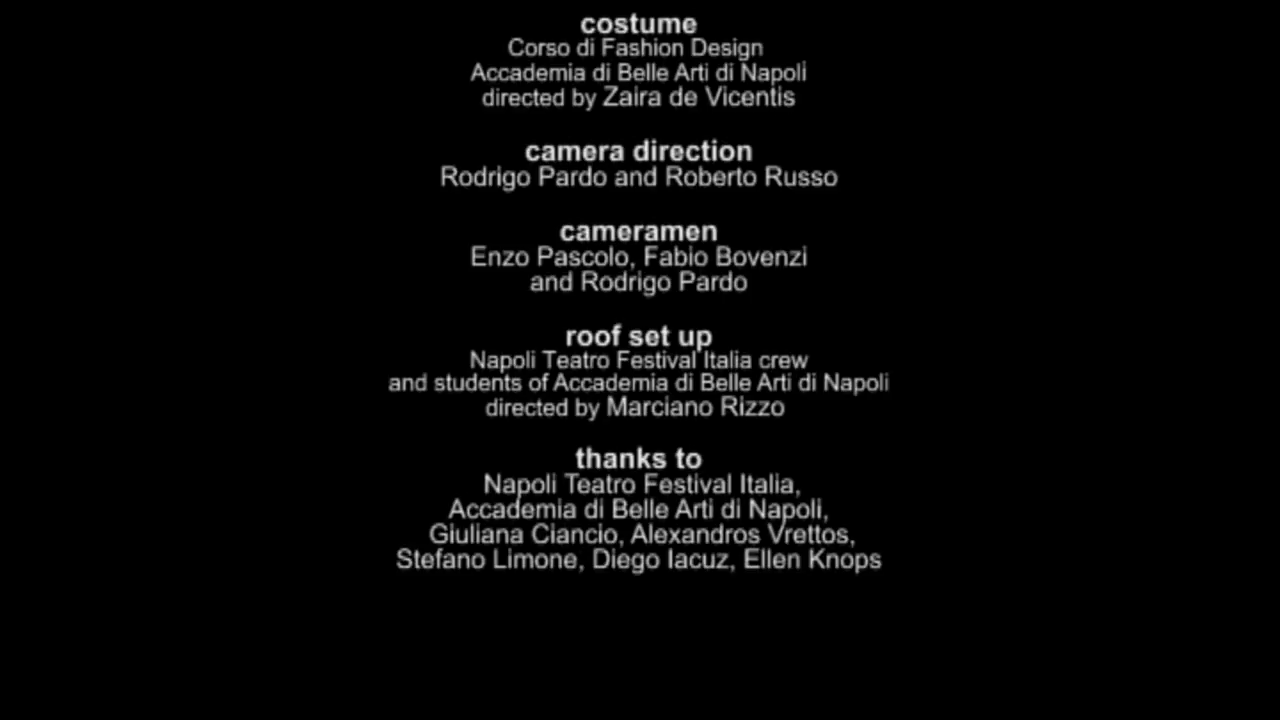 costume
Corso di Fashion Design
Accademia di Belle Arti di Napoli
directed by Zaira de Vicentis
camera direction
Rodrigo Pardo and Roberto Russo
cameramen
Enzo Pascolo, Fabio Bovenzi
and Rodrigo Pardo
roof set up
Napoli Teatro Festival Italia crew
and students of Accademia di Belle Arti di Napoli
directed by Marciano Rizzo
thanks to
Napoli Teatro Festival Italia,
Accademia di Belle Arti di Napoli,
Giuliana Ciancio, Alexandros Vrettos,
Stefano Limone, Diego Iacuz, Ellen Knops